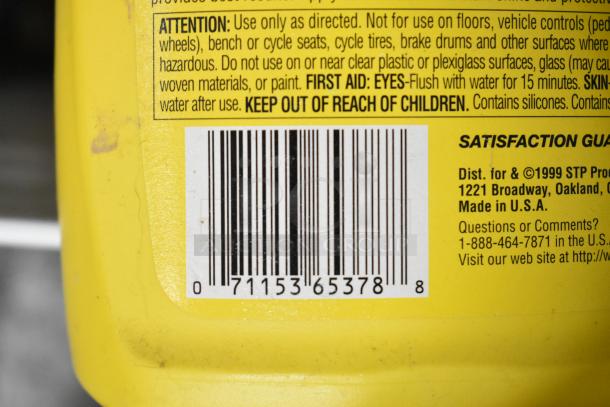 ATTENTION: Use only as directed. Not for use on floors, vehicle controls (ped
wheels), bench or cycle seats, cycle tires, brake drums and other surfaces where
hazardous. Do not use on or near clear plastic or plexiglass surfaces, glass (may cau
woven materials, or paint. FIRST AID: EYES-Flush with water for 15 minutes. SKIN-
water after use. KEEP OUT OF REACH OF CHILDREN. Contains silicones. Contains
SATISFACTION GUA
Dist. for & ©1999 STP Pro
1221 Broadway, Oakland, C
Made in U.S.A.
Questions or Comments?
1-888-464-7871 in the U.S.
Visit our web site at http://w
0 71153 65378 8